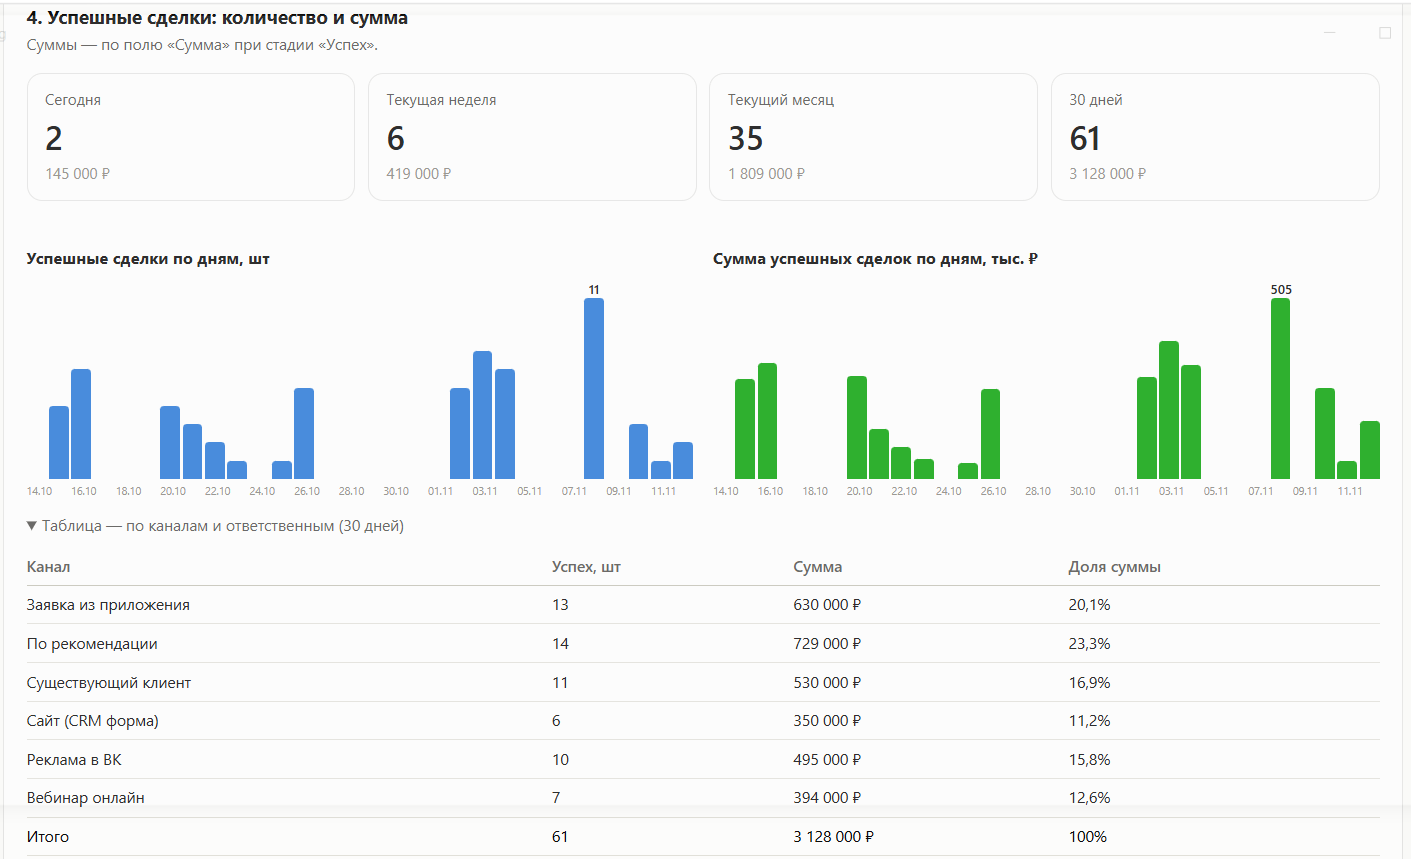 4. Успешные сделки: количество и сумма
Суммы — по полю «Сумма» при стадии «Успех».
Сегодня
2
145 000 ₽
Текущая неделя
6
419 000 ₽
Текущий месяц
35
1 809 000 ₽
30 дней
61
3 128 000 ₽
Успешные сделки по дням, шт
11
14.10 16.10 18.10 20.10 22.10 24.10 26.10 28.10 30.10 01.11 03.11 05.11 07.11 09.11 11.11
Сумма успешных сделок по дням, тыс. ₽
505
14.10 16.10 18.10 20.10 22.10 24.10 26.10 28.10 30.10 01.11 03.11 05.11 07.11 09.11 11.11
▼ Таблица — по каналам и ответственным (30 дней)
Канал Успех, шт Сумма Доля суммы
Заявка из приложения 13 630 000 ₽ 20,1%
По рекомендации 14 729 000 ₽ 23,3%
Существующий клиент 11 530 000 ₽ 16,9%
Сайт (CRM форма) 6 350 000 ₽ 11,2%
Реклама в ВК 10 495 000 ₽ 15,8%
Вебинар онлайн 7 394 000 ₽ 12,6%
Итого 61 3 128 000 ₽ 100%